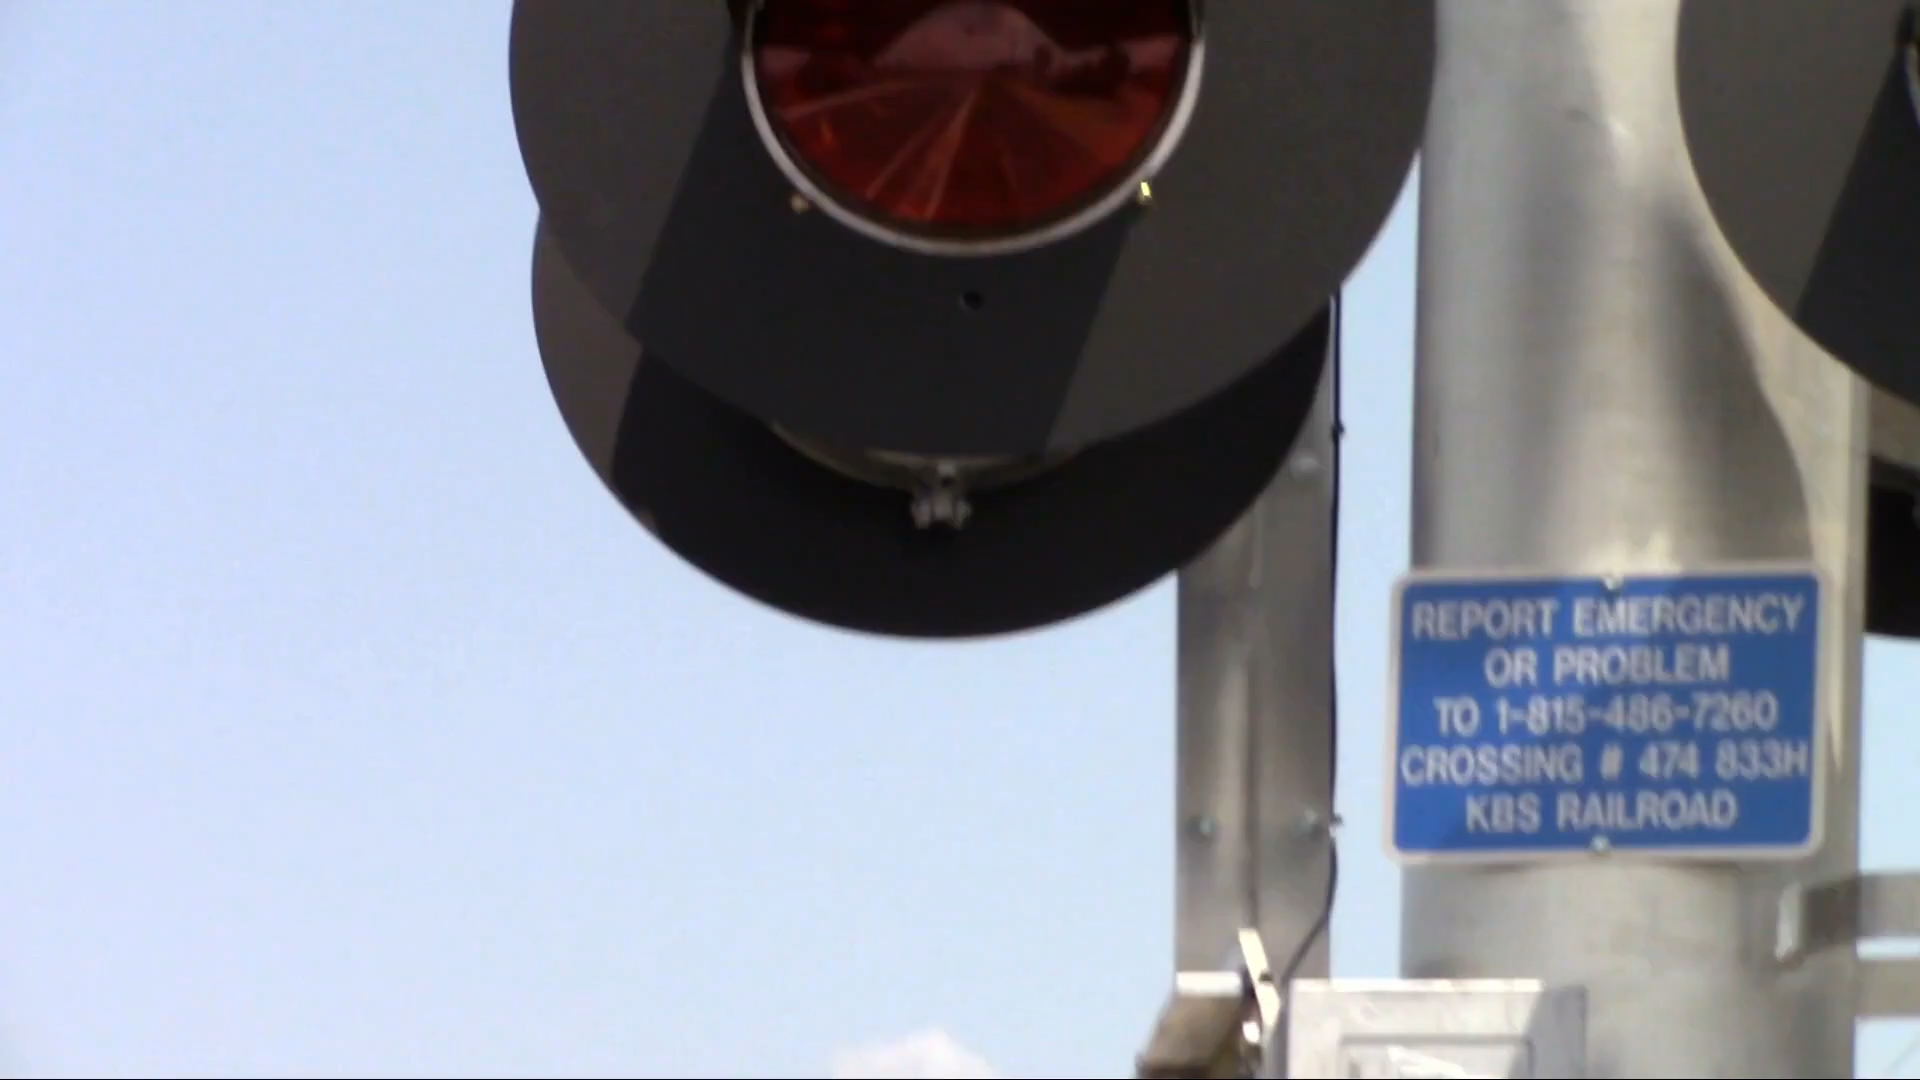 REPORT EMERGENCY
OR PROBLEM
TO 1-815-486-7260
CROSSING # 474 833H
KBS RAILROAD